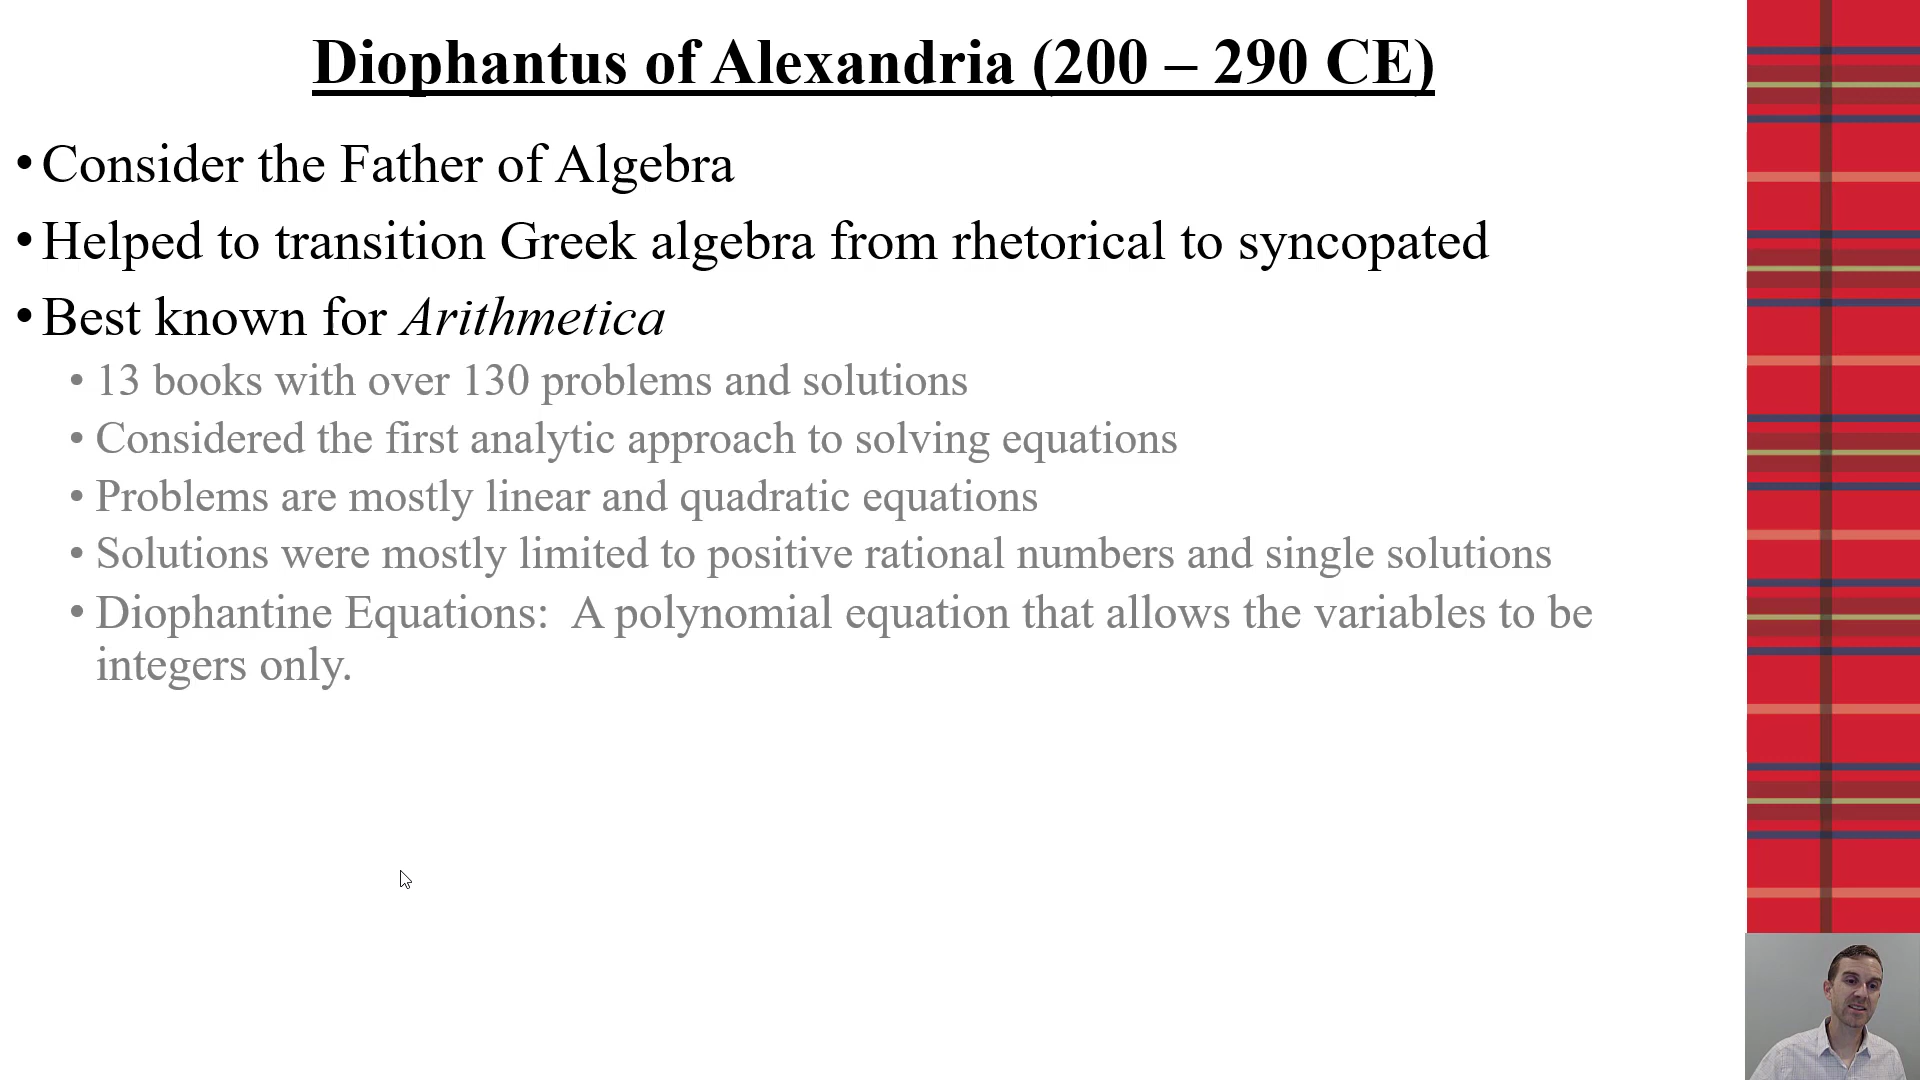 Diophantus of Alexandria (200 – 290 CE)
• Consider the Father of Algebra
• Helped to transition Greek algebra from rhetorical to syncopated
• Best known for Arithmetica
• 13 books with over 130 problems and solutions
• Considered the first analytic approach to solving equations
• Problems are mostly linear and quadratic equations
• Solutions were mostly limited to positive rational numbers and single solutions
• Diophantine Equations:  A polynomial equation that allows the variables to be
integers only.